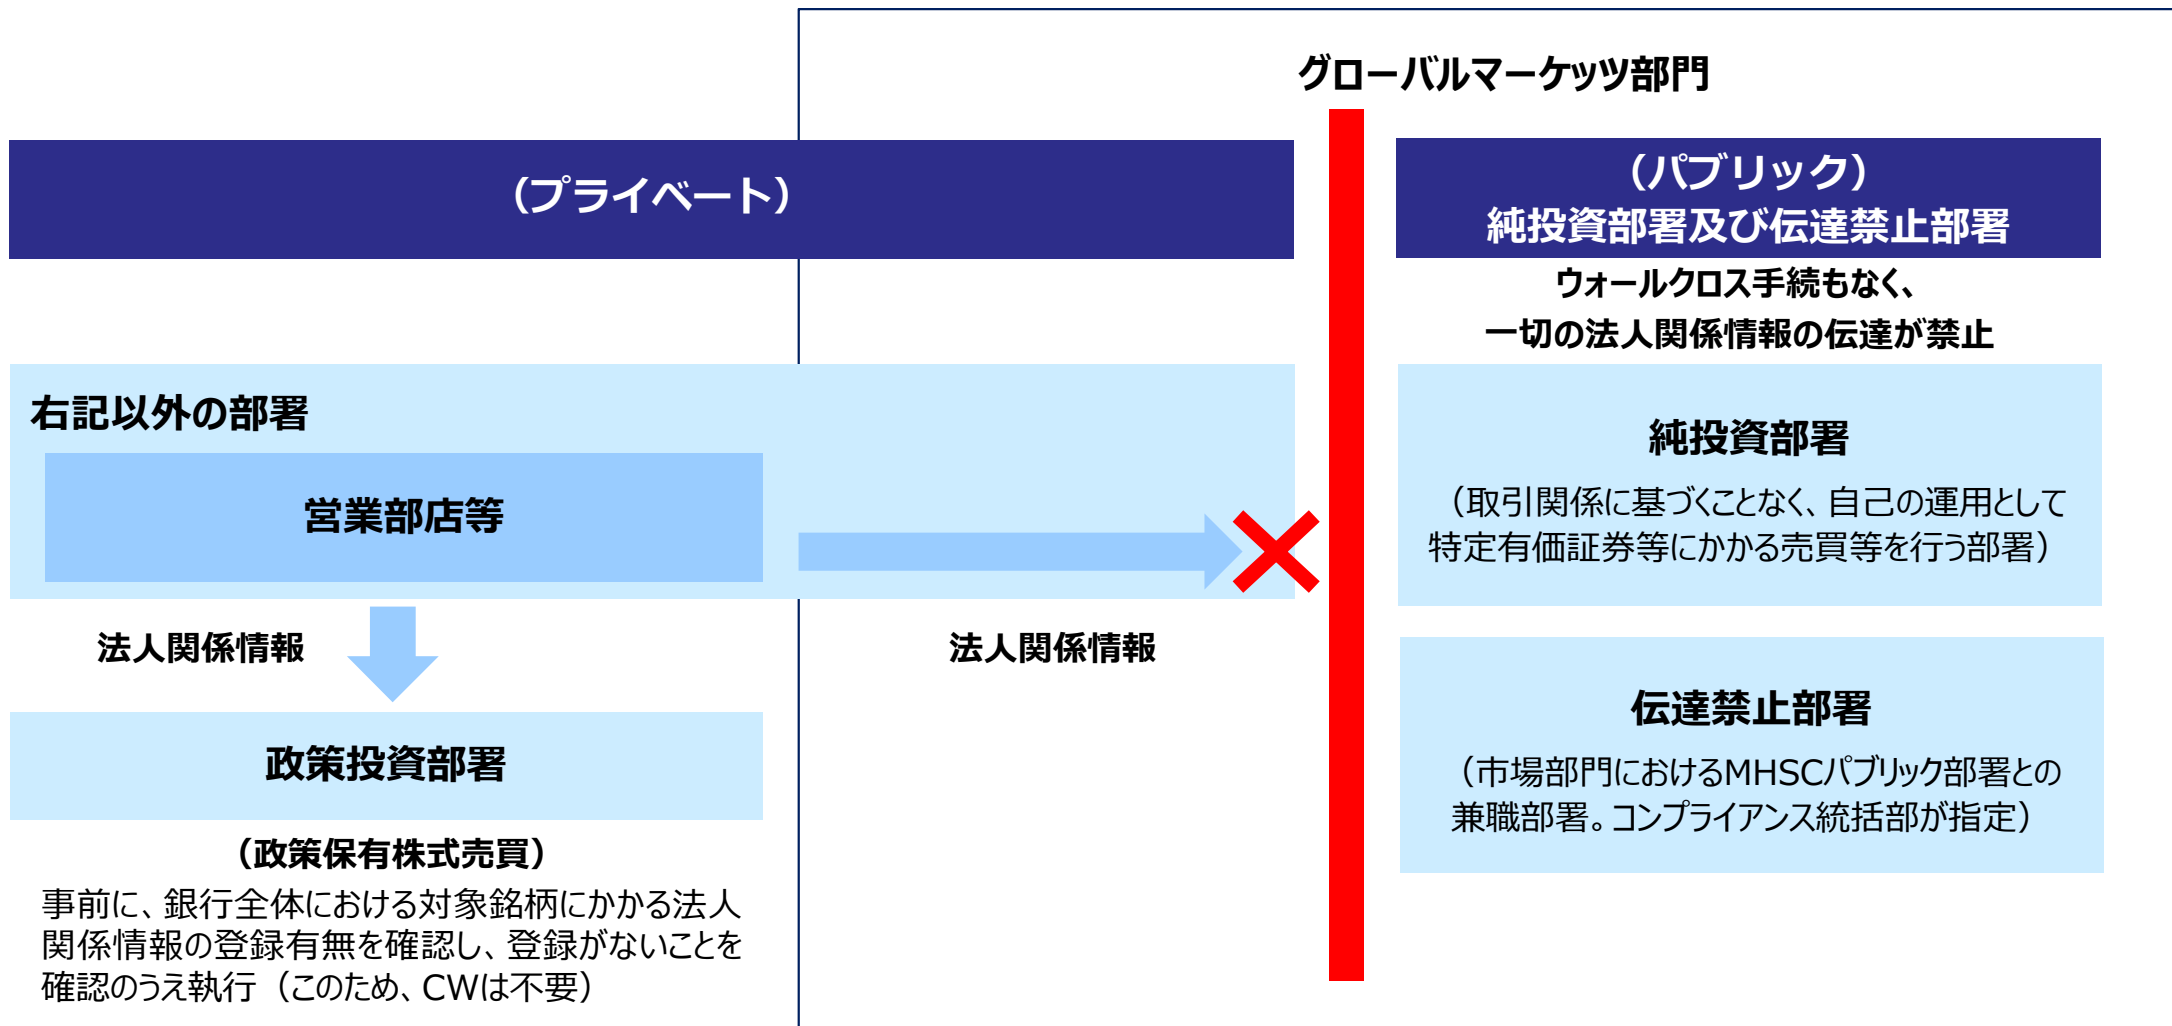 グローバルマーケッツ部門
（プライベート）
（パブリック）
純投資部署及び伝達禁止部署
ウォールクロス手続もなく、
一切の法人関係情報の伝達が禁止
右記以外の部署
営業部店等
法人関係情報
法人関係情報
政策投資部署
（政策保有株式売買）
事前に、銀行全体における対象銘柄にかかる法人
関係情報の登録有無を確認し、登録がないことを
確認のうえ執行（このため、CWは不要）
純投資部署
（取引関係に基づくことなく、自己の運用として
特定有価証券等にかかる売買等を行う部署）
伝達禁止部署
（市場部門におけるMHSCパブリック部署との
兼職部署。コンプライアンス統括部が指定）